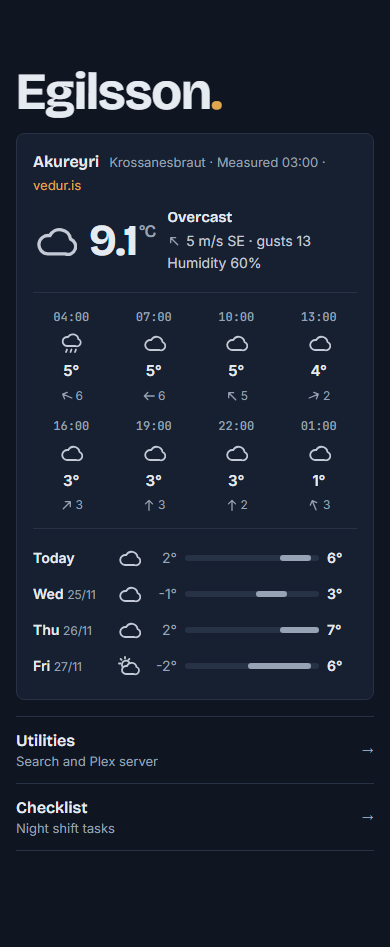 Egilsson.
Akureyri Krossanesbraut · Measured 03:00 ·
vedur.is
9.1°C
Overcast
↖ 5 m/s SE · gusts 13
Humidity 60%
04:00 07:00 10:00 13:00
5° 5° 5° 4°
6 6 5 2
16:00 19:00 22:00 01:00
3° 3° 3° 1°
3 3 2 3
Today 2° 6°
Wed 25/11 -1° 3°
Thu 26/11 2° 7°
Fri 27/11 -2° 6°
Utilities
Search and Plex server →
Checklist
Night shift tasks →